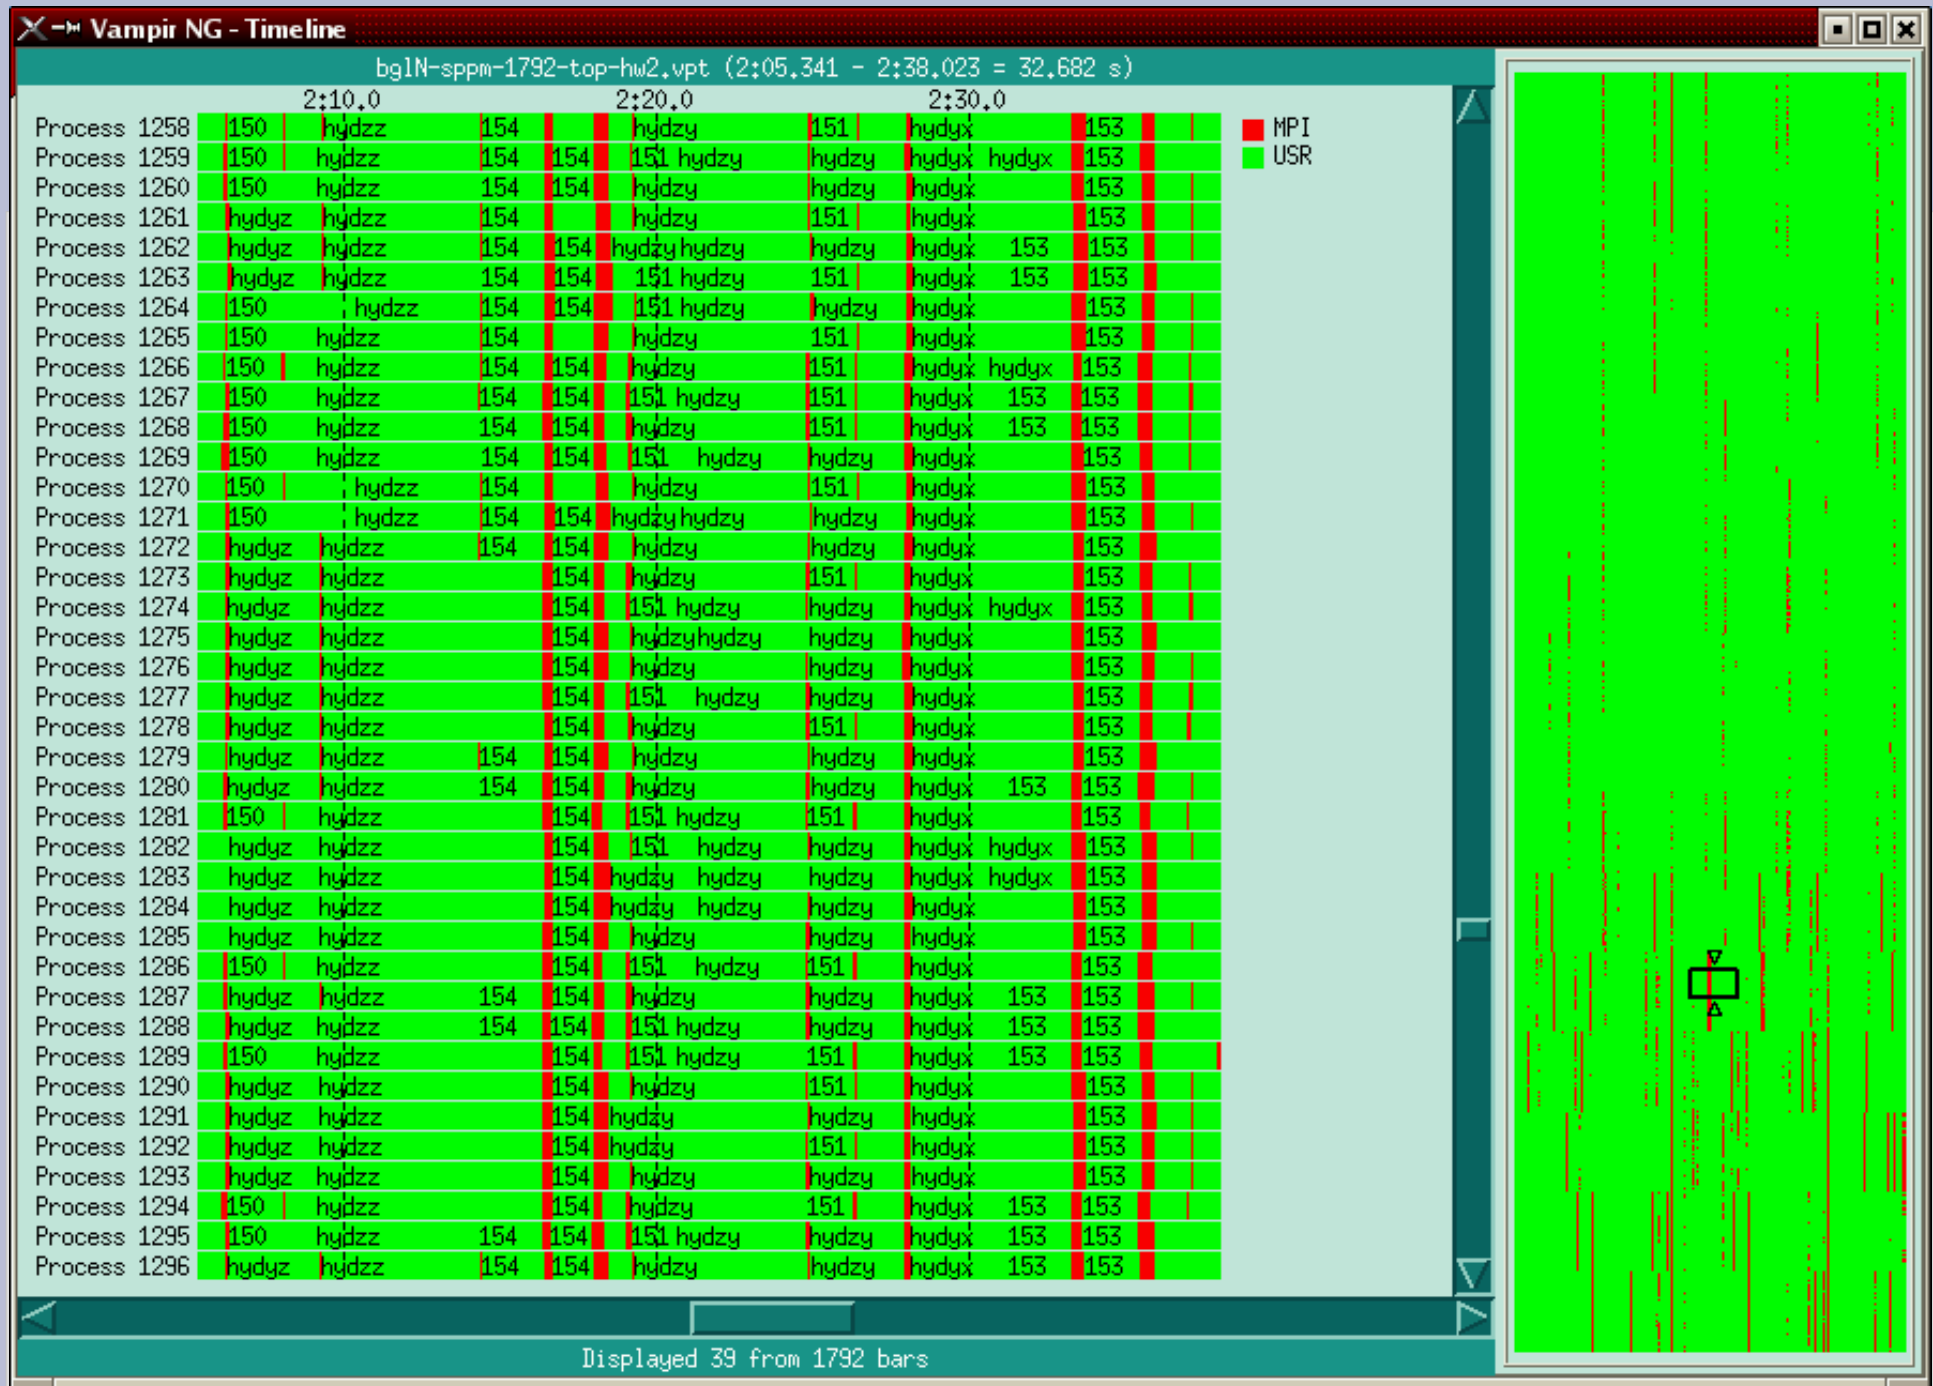 Vampir NG - Timeline
bglN-sppm-1792-top-hw2.vpt (2:05.341 - 2:38.023 = 32.682 s)
2:10.0 2:20.0 2:30.0
Process 1258 150 hydzz 154 hydzy 151 hydyx 153 MPI
Process 1259 150 hydzz 154 154 151 hydzy hydzy hydyx hydyx 153 USR
Process 1260 150 hydzz 154 154 hydzy hydzy hydyx 153
Process 1261 hydyz hydzz 154 hydzy 151 hydyx 153
Process 1262 hydyz hydzz 154 154 hydzy hydzy hydzy hydyx 153 153
Process 1263 hydyz hydzz 154 154 151 hydzy 151 hydyx 153 153
Process 1264 150 hydzz 154 154 151 hydzy hydzy hydyx 153
Process 1265 150 hydzz 154 hydzy 151 hydyx 153
Process 1266 150 hydzz 154 154 hydzy 151 hydyx hydyx 153
Process 1267 150 hydzz 154 154 151 hydzy 151 hydyx 153 153
Process 1268 150 hydzz 154 154 hydzy 151 hydyx 153 153
Process 1269 150 hydzz 154 154 151 hydzy hydzy hydyx 153
Process 1270 150 hydzz 154 hydzy 151 hydyx 153
Process 1271 150 hydzz 154 154 hydzy hydzy hydzy hydyx 153
Process 1272 hydyz hydzz 154 154 hydzy hydzy hydyx 153
Process 1273 hydyz hydzz 154 hydzy 151 hydyx 153
Process 1274 hydyz hydzz 154 151 hydzy hydzy hydyx hydyx 153
Process 1275 hydyz hydzz 154 hydzy hydzy hydzy hydyx 153
Process 1276 hydyz hydzz 154 hydzy hydzy hydyx 153
Process 1277 hydyz hydzz 154 151 hydzy hydzy hydyx 153
Process 1278 hydyz hydzz 154 hydzy 151 hydyx 153
Process 1279 hydyz hydzz 154 154 hydzy hydzy hydyx 153
Process 1280 hydyz hydzz 154 154 hydzy hydzy hydyx 153 153
Process 1281 150 hydzz 154 151 hydzy 151 hydyx 153
Process 1282 hydyz hydzz 154 151 hydzy hydzy hydyx hydyx 153
Process 1283 hydyz hydzz 154 hydzy hydzy hydzy hydyx hydyx 153
Process 1284 hydyz hydzz 154 hydzy hydzy hydzy hydyx 153
Process 1285 hydyz hydzz 154 hydzy hydzy hydyx 153
Process 1286 150 hydzz 154 151 hydzy 151 hydyx 153
Process 1287 hydyz hydzz 154 154 hydzy hydzy hydyx 153 153
Process 1288 hydyz hydzz 154 154 151 hydzy hydzy hydyx 153 153
Process 1289 150 hydzz 154 151 hydzy 151 hydyx 153 153
Process 1290 hydyz hydzz 154 hydzy 151 hydyx 153
Process 1291 hydyz hydzz 154 hydzy hydzy hydyx 153
Process 1292 hydyz hydzz 154 hydzy 151 hydyx 153
Process 1293 hydyz hydzz 154 hydzy hydzy hydyx 153
Process 1294 150 hydzz 154 hydzy 151 hydyx 153 153
Process 1295 150 hydzz 154 154 151 hydzy hydzy hydyx 153 153
Process 1296 hydyz hydzz 154 154 hydzy hydzy hydyx 153 153
Displayed 39 from 1792 bars